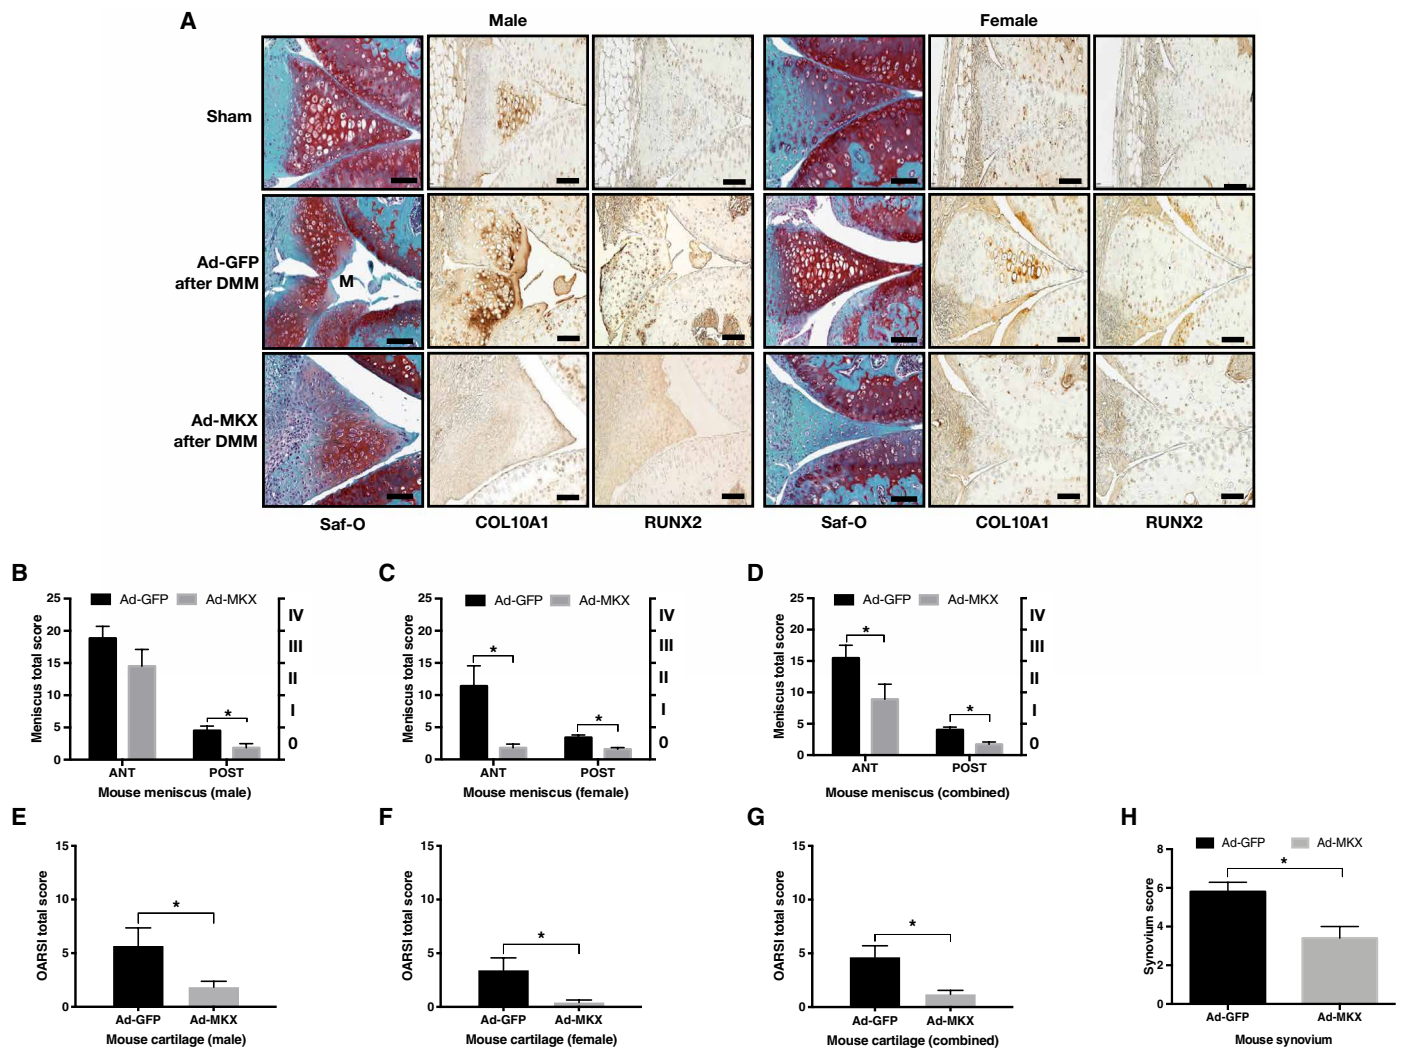 A
Male
Female
Sham
Ad-GFP
after DMM
M
Ad-MKX
after DMM
Saf-O
COL10A1
RUNX2
Saf-O
COL10A1
RUNX2
B
Ad-GFP
Ad-MKX
Meniscus total score
25
20
15
10
5
0
*
IV
III
II
I
0
ANT
POST
Mouse meniscus (male)
C
Ad-GFP
Ad-MKX
Meniscus total score
25
20
15
10
5
0
*
*
IV
III
II
I
0
ANT
POST
Mouse meniscus (female)
D
Ad-GFP
Ad-MKX
Meniscus total score
25
20
15
10
5
0
*
*
IV
III
II
I
0
ANT
POST
Mouse meniscus (combined)
E
OARSI total score
15
10
5
0
*
Ad-GFP
Ad-MKX
Mouse cartilage (male)
F
OARSI total score
15
10
5
0
*
Ad-GFP
Ad-MKX
Mouse cartilage (female)
G
OARSI total score
15
10
5
0
*
Ad-GFP
Ad-MKX
Mouse cartilage (combined)
H
Ad-GFP
Ad-MKX
Synovium score
8
6
4
2
0
*
Ad-GFP
Ad-MKX
Mouse synovium